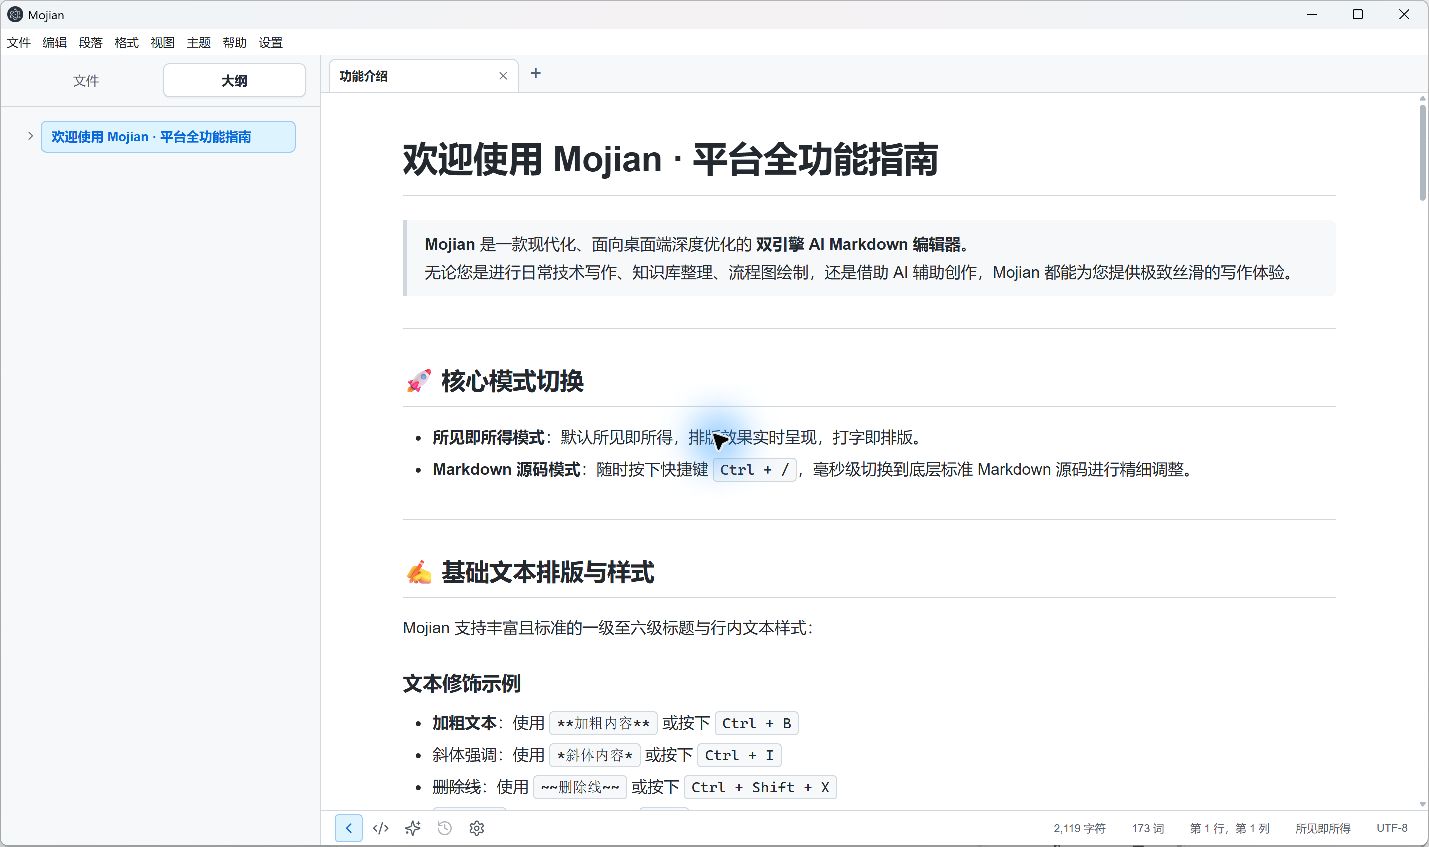 Mojian
文件 编辑 段落 格式 视图 主题 帮助 设置
文件 大纲
功能介绍
欢迎使用 Mojian · 平台全功能指南
欢迎使用 Mojian · 平台全功能指南
Mojian 是一款现代化、面向桌面端深度优化的 双引擎 AI Markdown 编辑器。
无论您是进行日常技术写作、知识库整理、流程图绘制，还是借助 AI 辅助创作，Mojian 都能为您提供极致丝滑的写作体验。
🚀 核心模式切换
• 所见即所得模式：默认所见即所得，排版效果实时呈现，打字即排版。
• Markdown 源码模式：随时按下快捷键 Ctrl + /，毫秒级切换到底层标准 Markdown 源码进行精细调整。
✍️ 基础文本排版与样式
Mojian 支持丰富且标准的一级至六级标题与行内文本样式：
文本修饰示例
• 加粗文本：使用 **加粗内容** 或按下 Ctrl + B
• 斜体强调：使用 *斜体内容* 或按下 Ctrl + I
• 删除线：使用 ~~删除线~~ 或按下 Ctrl + Shift + X
2,119 字符 173 词 第 1 行，第 1 列 所见即所得 UTF-8